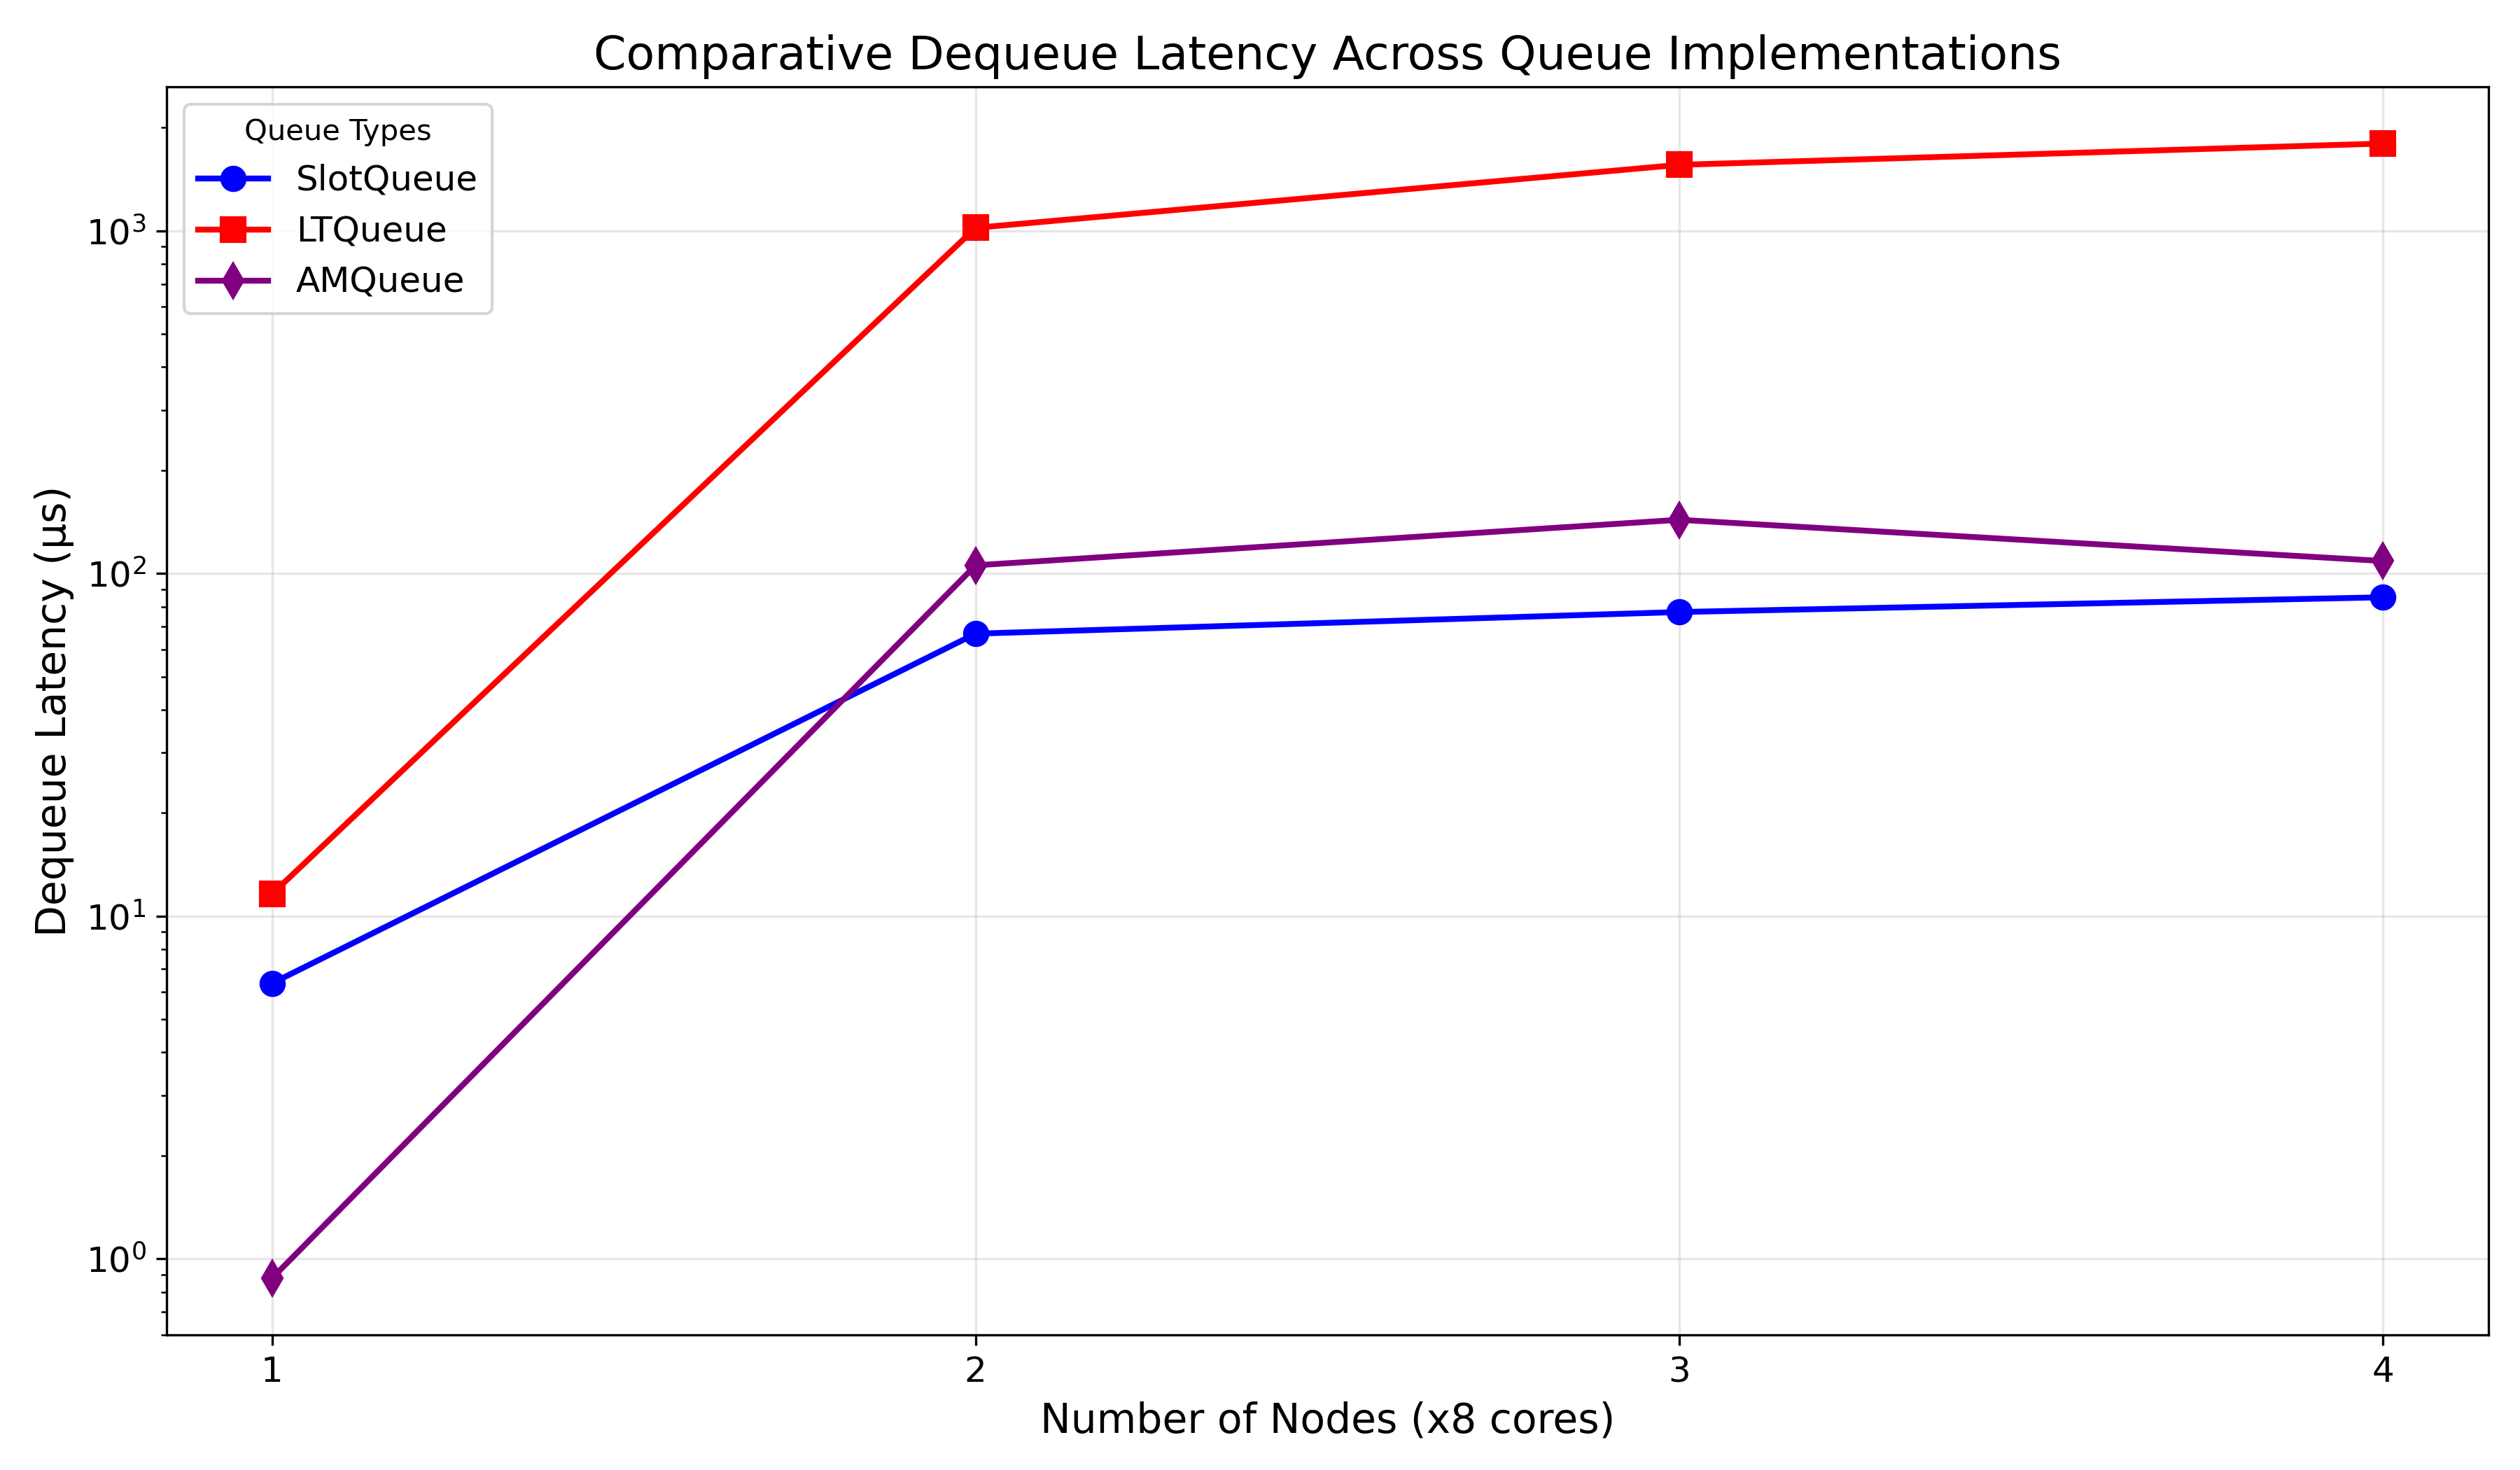 Comparative Dequeue Latency Across Queue Implementations
Queue Types
SlotQueue
LTQueue
AMQueue
Dequeue Latency (µs)
10³
10²
10¹
10⁰
1
2
3
4
Number of Nodes (x8 cores)